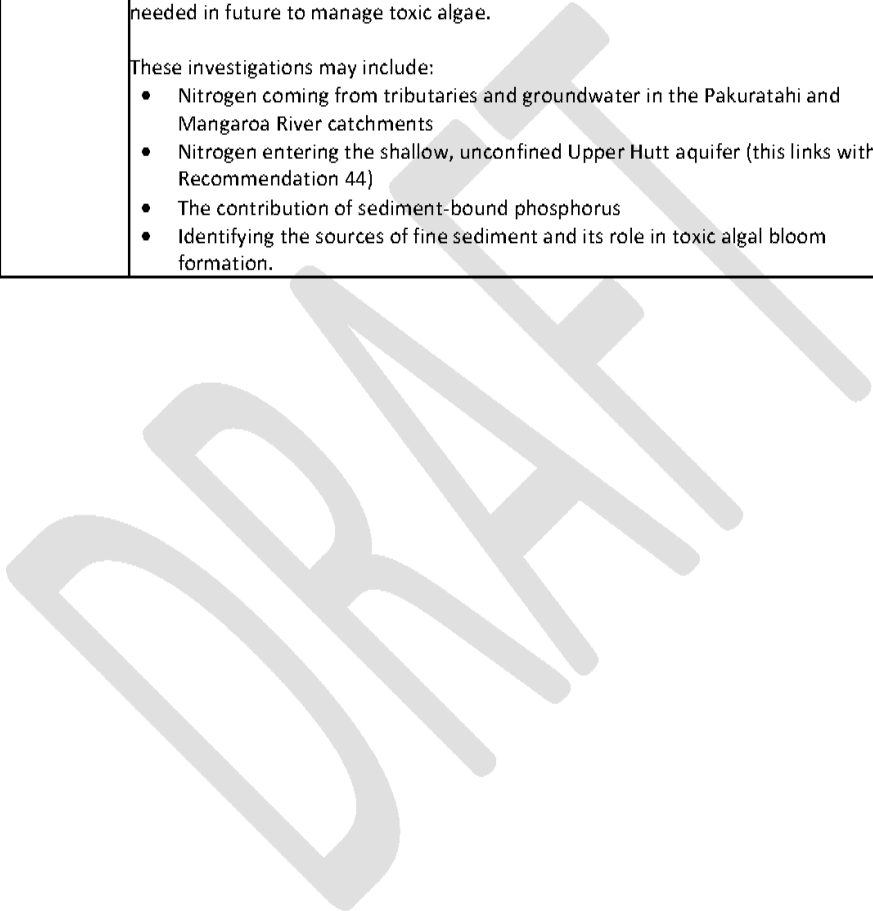 needed in future to manage toxic algae.
These investigations may include:
• Nitrogen coming from tributaries and groundwater in the Pakuratahi and
Mangaroa River catchments
• Nitrogen entering the shallow, unconfined Upper Hutt aquifer (this links with
Recommendation 44)
• The contribution of sediment-bound phosphorus
• Identifying the sources of fine sediment and its role in toxic algal bloom
formation.
DRAFT